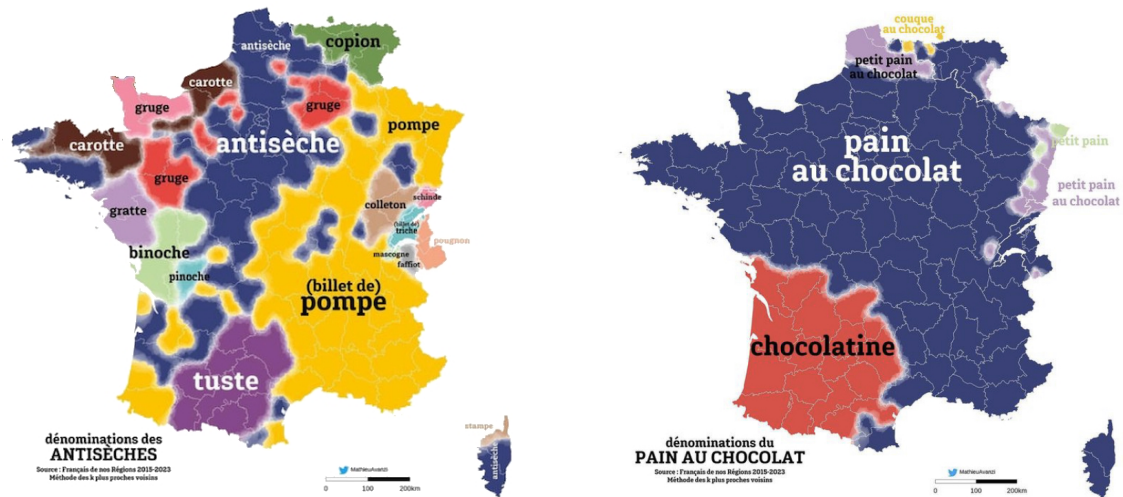 antisèche
copion
carotte
gruge
gruge
pompe
antisèche
carotte
gruge
gratte
colleton
schinde
(billet de)
triche
pougnon
binoche
mascogne
faffiot
pinoche
(billet de)
pompe
tuste
stampe
antisèche
dénominations des
ANTISÈCHES
Source : Français de nos Régions 2015-2023
Méthode des k plus proches voisins
MathieuAvanzi
0 100 200km
couque
au chocolat
petit pain
au chocolat
pain
au chocolat
petit pain
petit pain
au chocolat
chocolatine
dénominations du
PAIN AU CHOCOLAT
Source : Français de nos Régions 2015-2023
Méthode des k plus proches voisins
MathieuAvanzi
0 100 200km